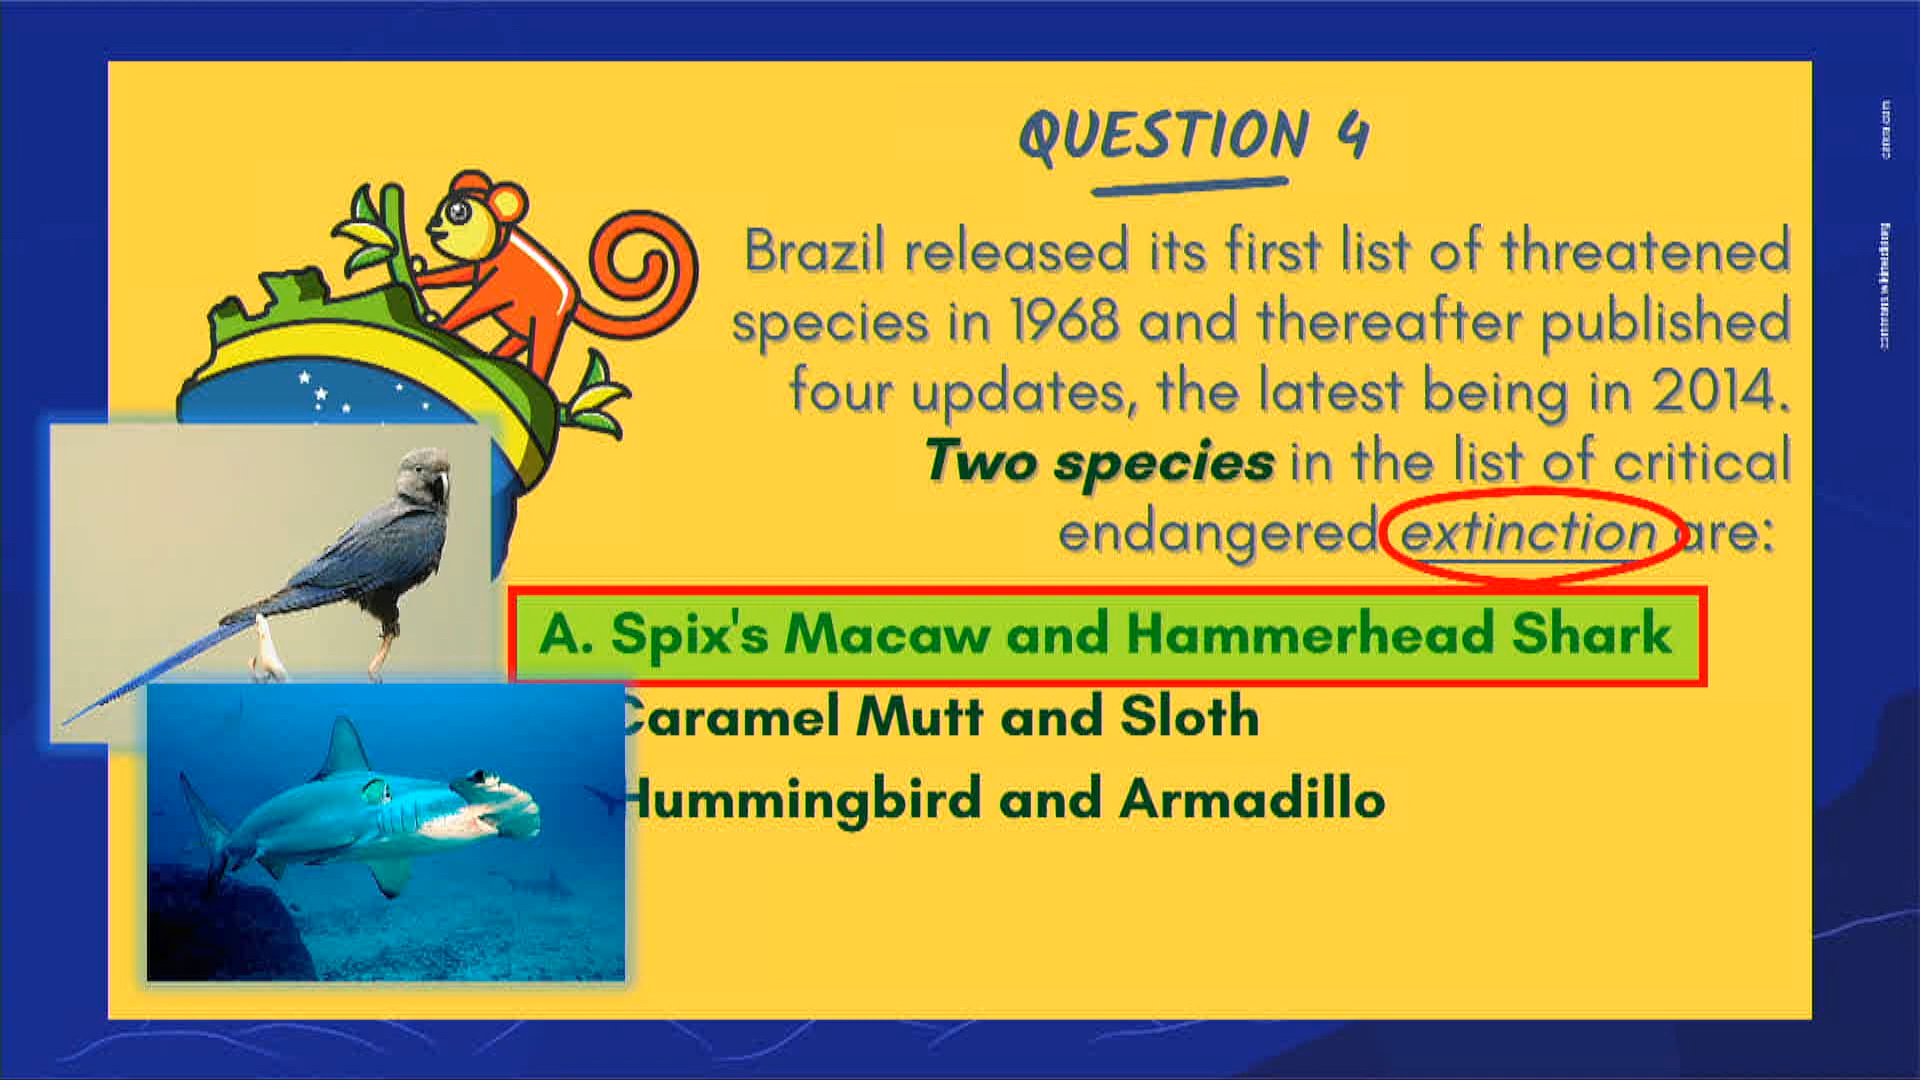 QUESTION 4
Brazil released its first list of threatened
species in 1968 and thereafter published
four updates, the latest being in 2014.
Two species in the list of critical
endangered extinction are:
A. Spix's Macaw and Hammerhead Shark
Caramel Mutt and Sloth
Hummingbird and Armadillo
canva.com